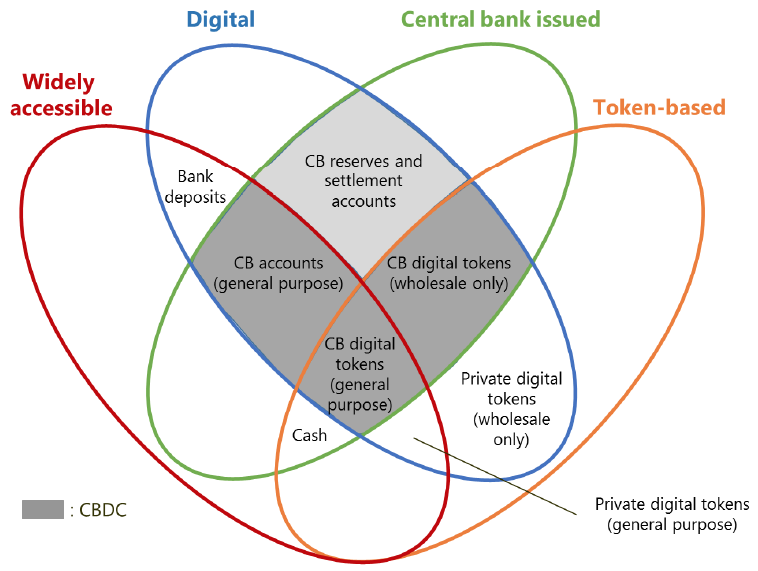 Digital
Central bank issued
Widely
accessible
Token-based
CB reserves and
settlement
accounts
Bank
deposits
CB accounts
(general purpose)
CB digital tokens
(wholesale only)
CB digital
tokens
(general
purpose)
Private digital
tokens
(wholesale
only)
Cash
Private digital tokens
(general purpose)
: CBDC